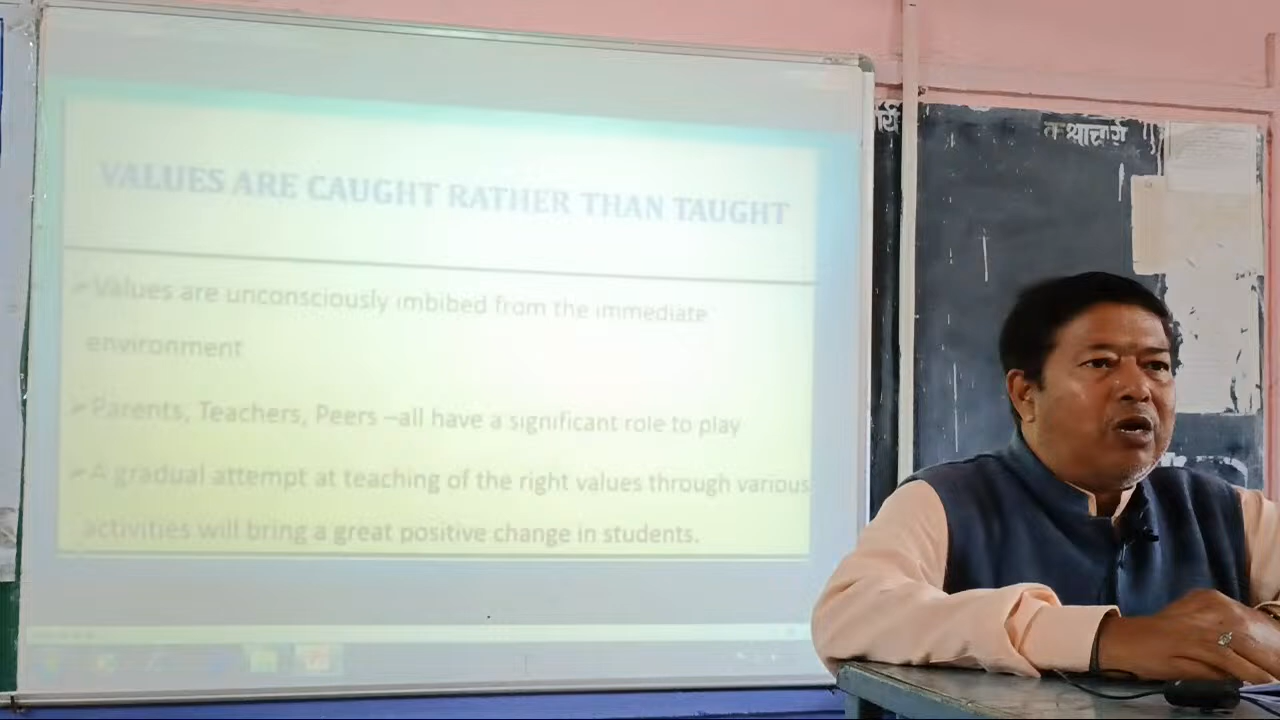 VALUES ARE CAUGHT RATHER THAN TAUGHT
➢Values are unconsciously imbibed from the immediate
environment
➢Parents, Teachers, Peers –all have a significant role to play
➢A gradual attempt at teaching of the right values through various
activities will bring a great positive change in students.